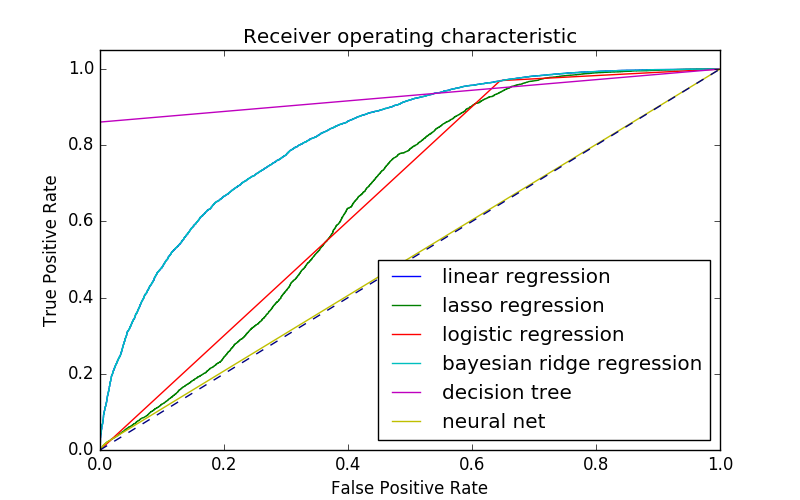 Receiver operating characteristic
True Positive Rate
1.0
0.8
0.6
0.4
0.2
0.0
linear regression
lasso regression
logistic regression
bayesian ridge regression
decision tree
neural net
0.0 0.2 0.4 0.6 0.8 1.0
False Positive Rate